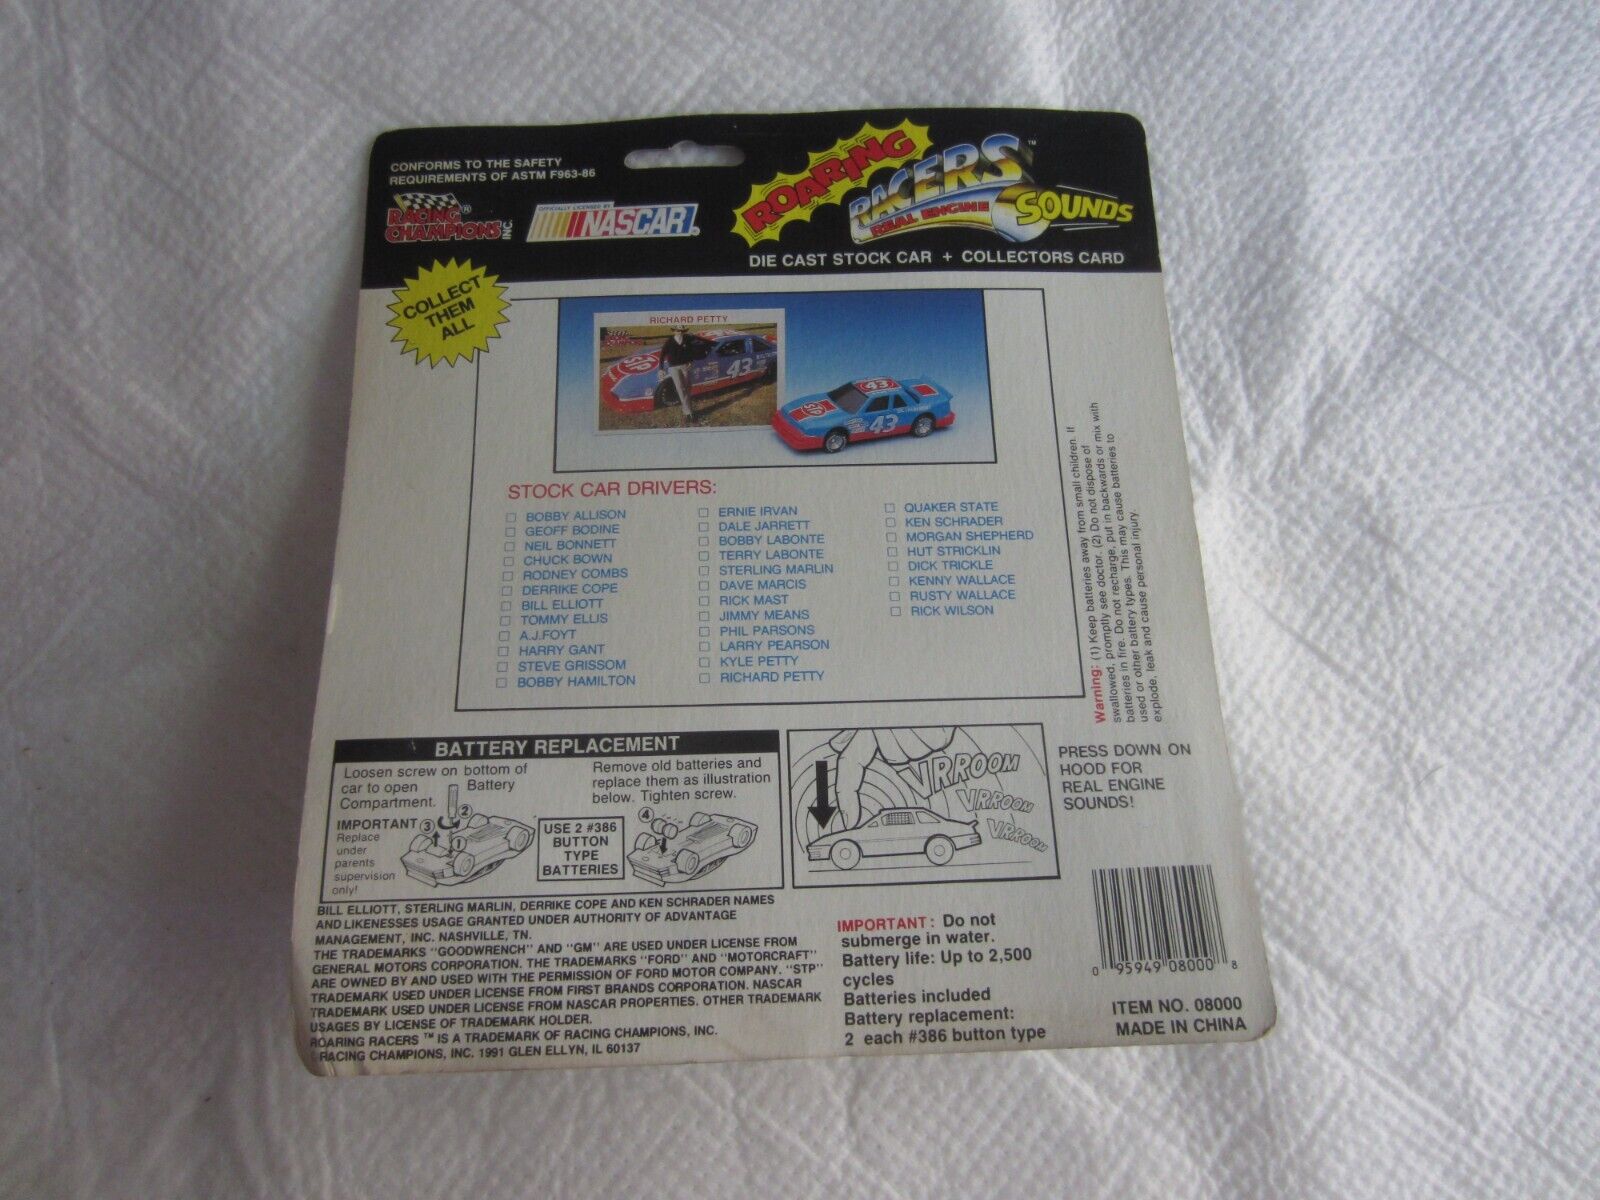 CONFORMS TO THE SAFETY
REQUIREMENTS OF ASTM F963-86
RACING
CHAMPIONS INC.
OFFICIALLY LICENSED BY
NASCAR
ROARING
RACERS™
REAL ENGINE
SOUNDS
DIE CAST STOCK CAR + COLLECTORS CARD
COLLECT
THEM
ALL
RICHARD PETTY
STP
43
43
STP
43
STOCK CAR DRIVERS:
BOBBY ALLISON
GEOFF BODINE
NEIL BONNETT
CHUCK BOWN
RODNEY COMBS
DERRIKE COPE
BILL ELLIOTT
TOMMY ELLIS
A.J.FOYT
HARRY GANT
STEVE GRISSOM
BOBBY HAMILTON
ERNIE IRVAN
DALE JARRETT
BOBBY LABONTE
TERRY LABONTE
STERLING MARLIN
DAVE MARCIS
RICK MAST
JIMMY MEANS
PHIL PARSONS
LARRY PEARSON
KYLE PETTY
RICHARD PETTY
QUAKER STATE
KEN SCHRADER
MORGAN SHEPHERD
HUT STRICKLIN
DICK TRICKLE
KENNY WALLACE
RUSTY WALLACE
RICK WILSON
Warning: (1) Keep batteries away from small children. If
swallowed, promptly see doctor. (2) Do not dispose of
batteries in fire. Do not recharge, put in backwards or mix with
used or other battery types. This may cause batteries to
explode, leak and cause personal injury.
BATTERY REPLACEMENT
Loosen screw on bottom of
car to open Battery
Compartment.
IMPORTANT
Replace
under
parents
supervision
only!
3
2
1
USE 2 #386
BUTTON
TYPE
BATTERIES
Remove old batteries and
replace them as illustration
below. Tighten screw.
4
VRROOM
VRROOM
VRROOM
PRESS DOWN ON
HOOD FOR
REAL ENGINE
SOUNDS!
BILL ELLIOTT, STERLING MARLIN, DERRIKE COPE AND KEN SCHRADER NAMES
AND LIKENESSES USAGE GRANTED UNDER AUTHORITY OF ADVANTAGE
MANAGEMENT, INC. NASHVILLE, TN.
THE TRADEMARKS "GOODWRENCH" AND "GM" ARE USED UNDER LICENSE FROM
GENERAL MOTORS CORPORATION. THE TRADEMARKS "FORD" AND "MOTORCRAFT"
ARE OWNED BY AND USED WITH THE PERMISSION OF FORD MOTOR COMPANY. "STP"
TRADEMARK USED UNDER LICENSE FROM FIRST BRANDS CORPORATION. NASCAR
TRADEMARK USED UNDER LICENSE FROM NASCAR PROPERTIES. OTHER TRADEMARK
USAGES BY LICENSE OF TRADEMARK HOLDER.
ROARING RACERS ™ IS A TRADEMARK OF RACING CHAMPIONS, INC.
RACING CHAMPIONS, INC. 1991 GLEN ELLYN, IL 60137
IMPORTANT: Do not
submerge in water.
Battery life: Up to 2,500
cycles
Batteries included
Battery replacement:
2 each #386 button type
0 95949 08000 8
ITEM NO. 08000
MADE IN CHINA